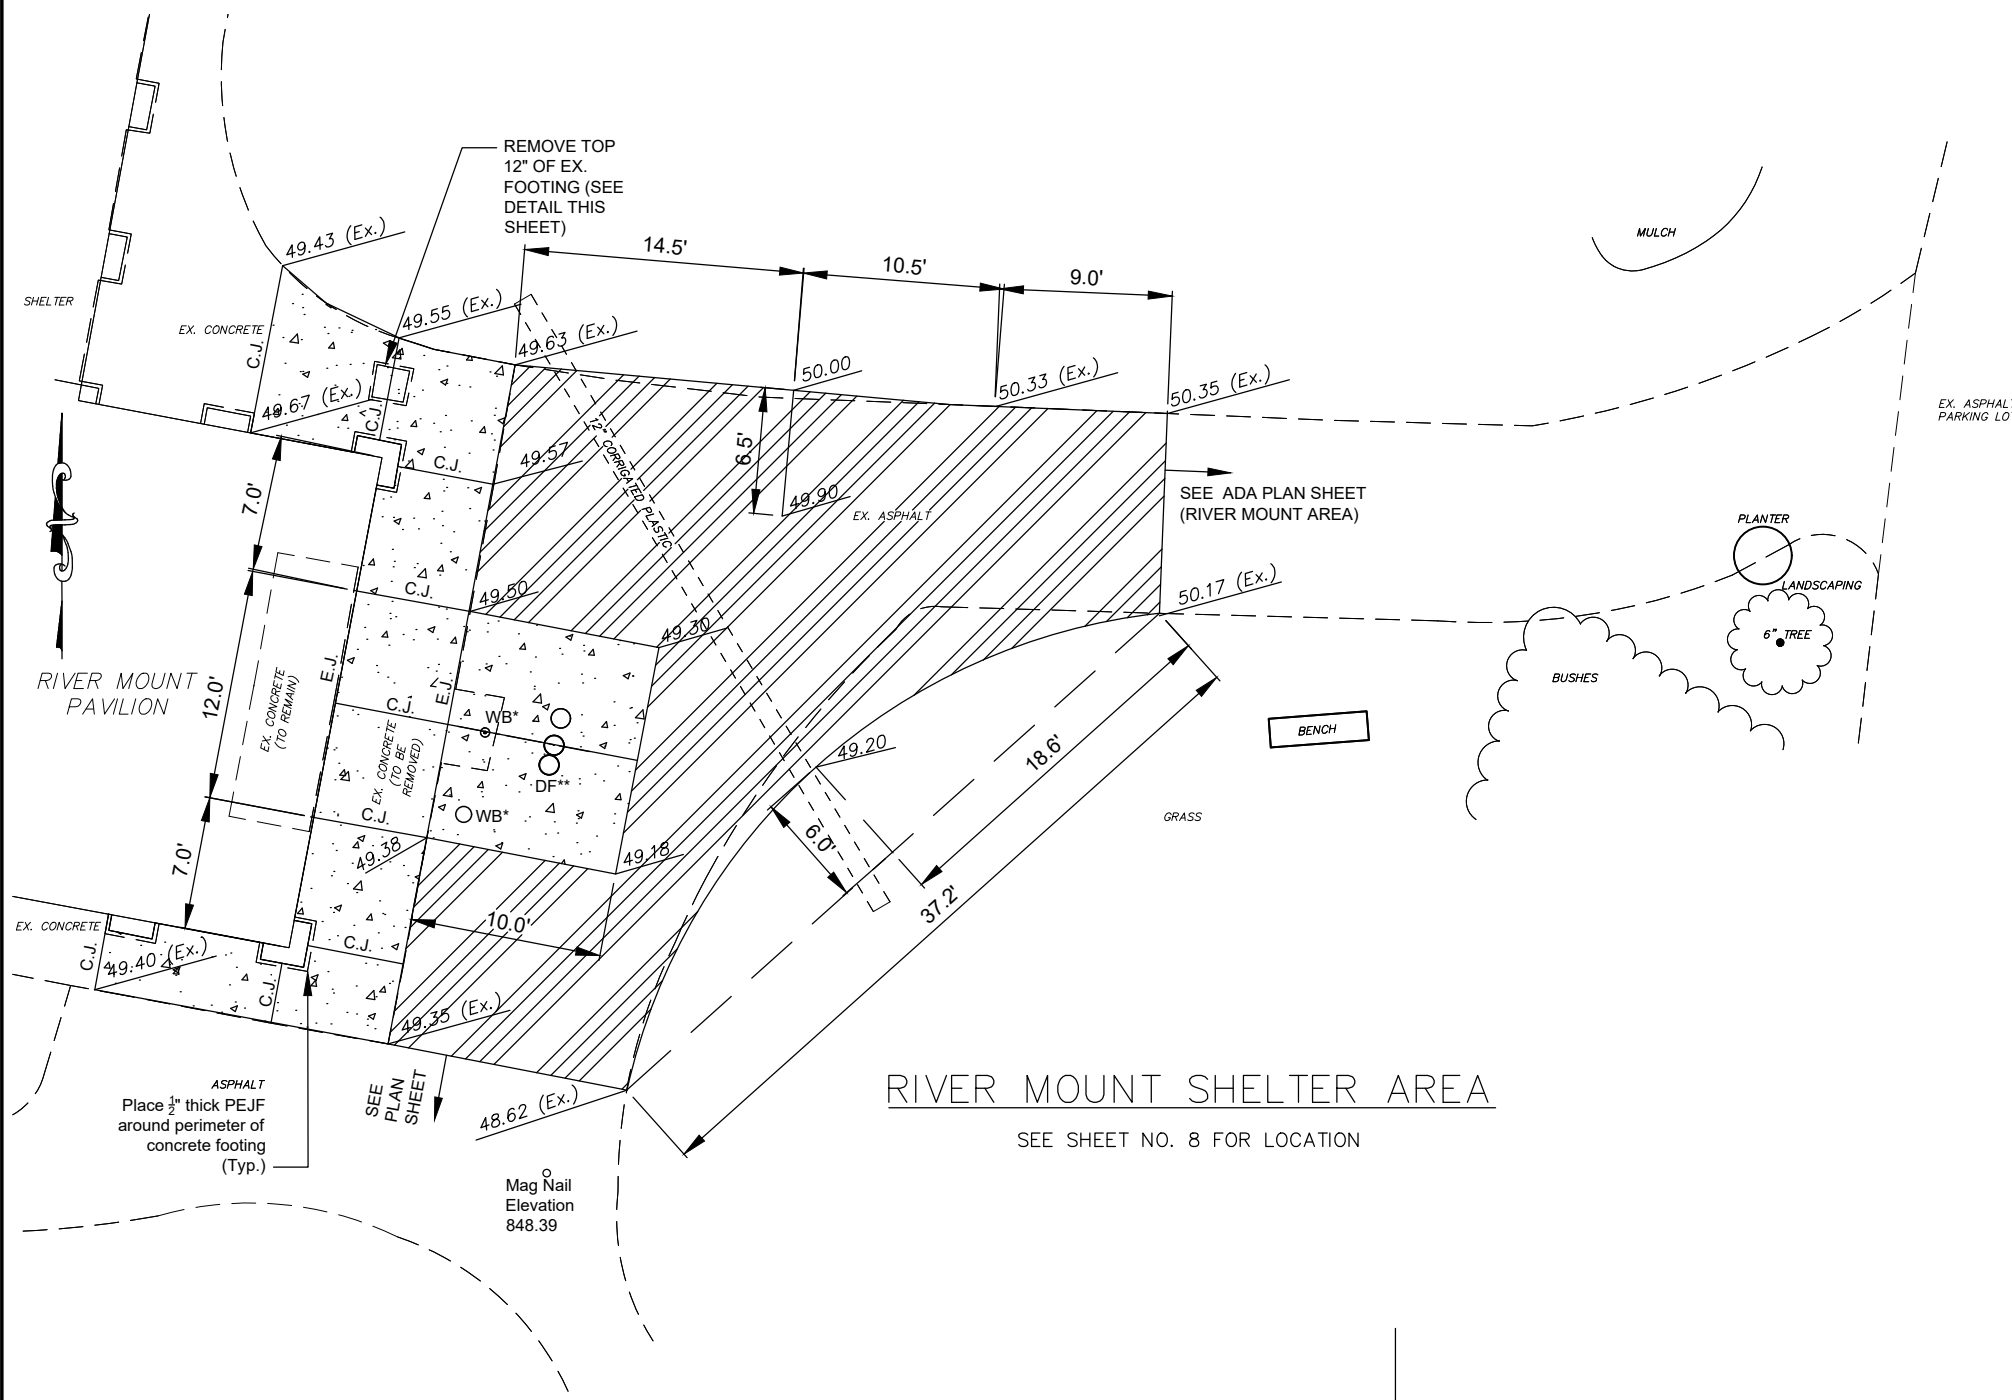 REMOVE TOP
12" OF EX.
FOOTING (SEE
DETAIL THIS
SHEET)
14.5'
10.5'
9.0'
MULCH
49.43 (Ex.)
SHELTER
EX. CONCRETE
C.J.
49.55 (Ex.)
49.63 (Ex.)
50.00
50.33 (Ex.)
50.35 (Ex.)
EX. ASPHALT
PARKING LO
49.67 (Ex.)
C.J.
C.J.
49.57
6.5'
49.90
EX. ASPHALT
12" CORRIGATED PLASTIC
SEE ADA PLAN SHEET
(RIVER MOUNT AREA)
PLANTER
LANDSCAPING
6" TREE
7.0'
C.J.
49.50
49.30
50.17 (Ex.)
RIVER MOUNT
PAVILION
12.0'
EX. CONCRETE
(TO REMAIN)
E.J.
C.J.
E.J.
EX. CONCRETE
(TO BE
REMOVED)
WB*
DF**
WB*
BUSHES
BENCH
49.20
18.6'
GRASS
C.J.
49.38
49.18
6.0'
37.2'
7.0'
10.0'
EX. CONCRETE
C.J.
49.40 (Ex.)
C.J.
C.J.
49.35 (Ex.)
ASPHALT
Place ½" thick PEJF
around perimeter of
concrete footing
(Typ.)
SEE
PLAN
SHEET
48.62 (Ex.)
RIVER MOUNT SHELTER AREA
SEE SHEET NO. 8 FOR LOCATION
Mag Nail
Elevation
848.39